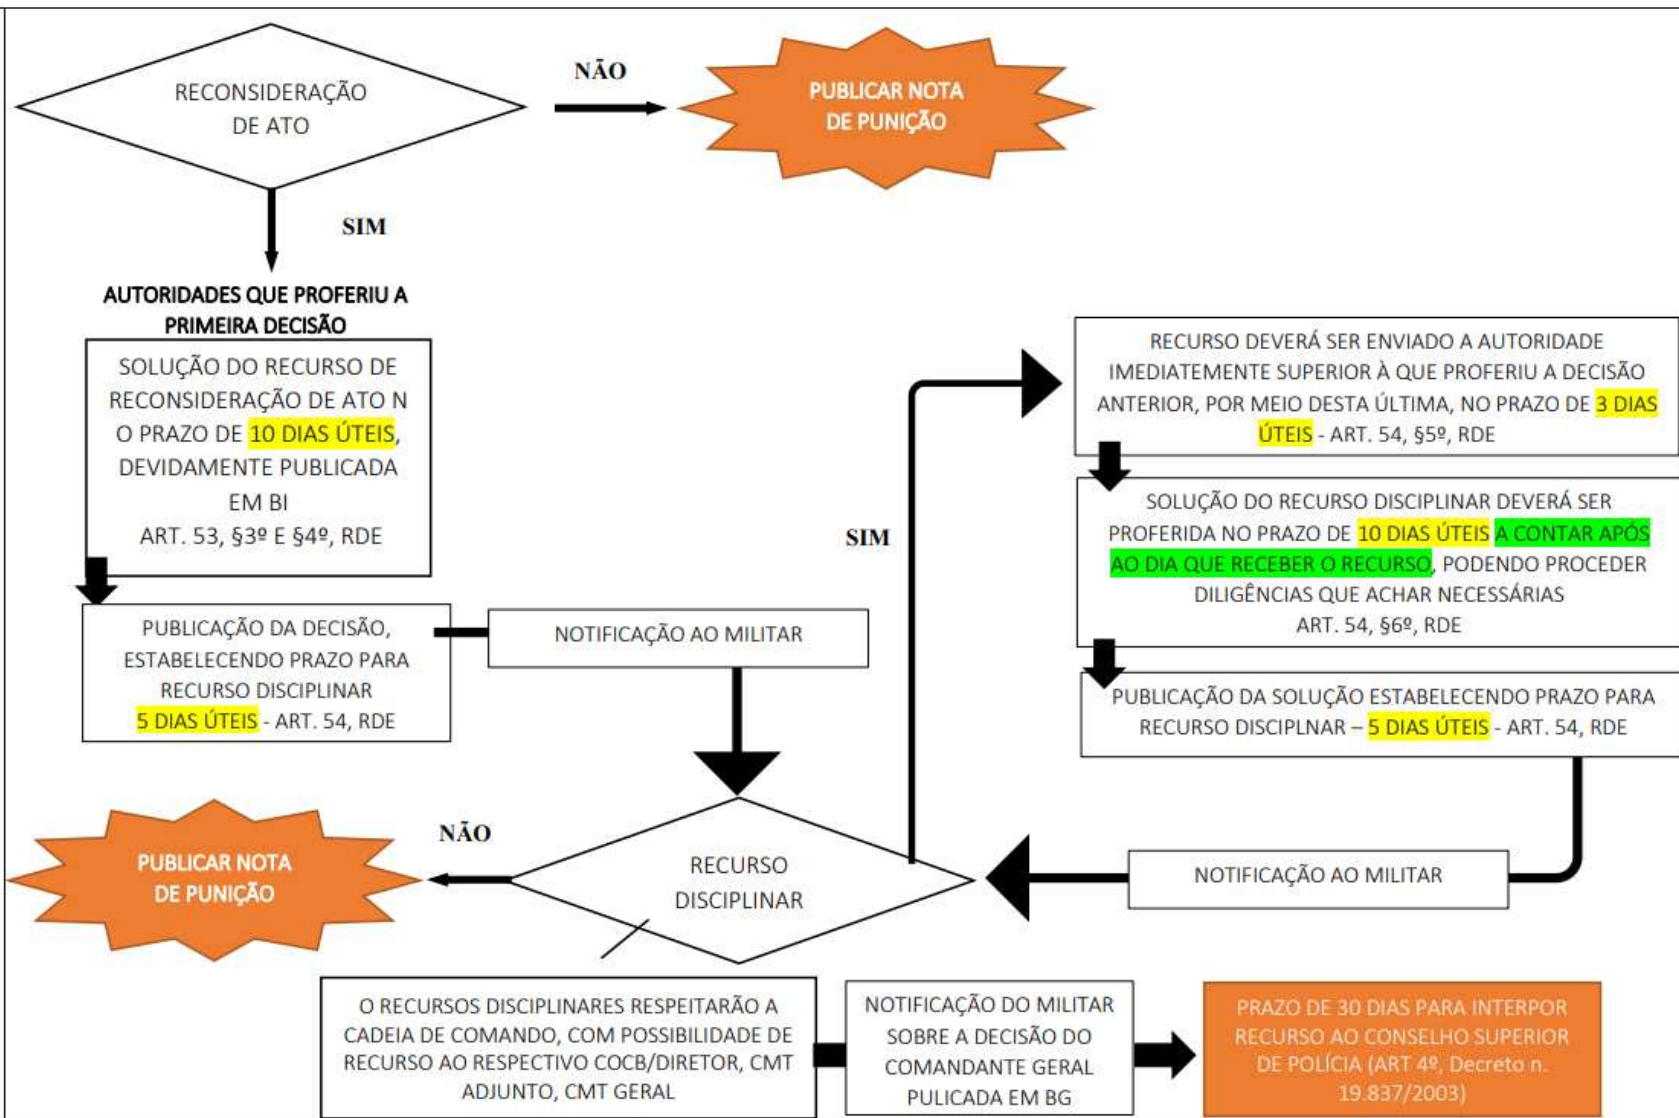 RECONSIDERAÇÃO
DE ATO
NÃO
PUBLICAR NOTA
DE PUNIÇÃO
SIM
AUTORIDADES QUE PROFERIU A
PRIMEIRA DECISÃO
SOLUÇÃO DO RECURSO DE
RECONSIDERAÇÃO DE ATO N
O PRAZO DE 10 DIAS ÚTEIS,
DEVIDAMENTE PUBLICADA
EM BI
ART. 53, §3º E §4º, RDE
PUBLICAÇÃO DA DECISÃO,
ESTABELECENDO PRAZO PARA
RECURSO DISCIPLINAR
5 DIAS ÚTEIS - ART. 54, RDE
NOTIFICAÇÃO AO MILITAR
RECURSO
DISCIPLINAR
NÃO
PUBLICAR NOTA
DE PUNIÇÃO
SIM
RECURSO DEVERÁ SER ENVIADO A AUTORIDADE
IMEDIATEMENTE SUPERIOR À QUE PROFERIU A DECISÃO
ANTERIOR, POR MEIO DESTA ÚLTIMA, NO PRAZO DE 3 DIAS
ÚTEIS - ART. 54, §5º, RDE
SOLUÇÃO DO RECURSO DISCIPLINAR DEVERÁ SER
PROFERIDA NO PRAZO DE 10 DIAS ÚTEIS A CONTAR APÓS
AO DIA QUE RECEBER O RECURSO, PODENDO PROCEDER
DILIGÊNCIAS QUE ACHAR NECESSÁRIAS
ART. 54, §6º, RDE
PUBLICAÇÃO DA SOLUÇÃO ESTABELECENDO PRAZO PARA
RECURSO DISCIPLNAR – 5 DIAS ÚTEIS - ART. 54, RDE
NOTIFICAÇÃO AO MILITAR
O RECURSOS DISCIPLINARES RESPEITARÃO A
CADEIA DE COMANDO, COM POSSIBILIDADE DE
RECURSO AO RESPECTIVO COCB/DIRETOR, CMT
ADJUNTO, CMT GERAL
NOTIFICAÇÃO DO MILITAR
SOBRE A DECISÃO DO
COMANDANTE GERAL
PULICADA EM BG
PRAZO DE 30 DIAS PARA INTERPOR
RECURSO AO CONSELHO SUPERIOR
DE POLÍCIA (ART 4º, Decreto n.
19.837/2003)